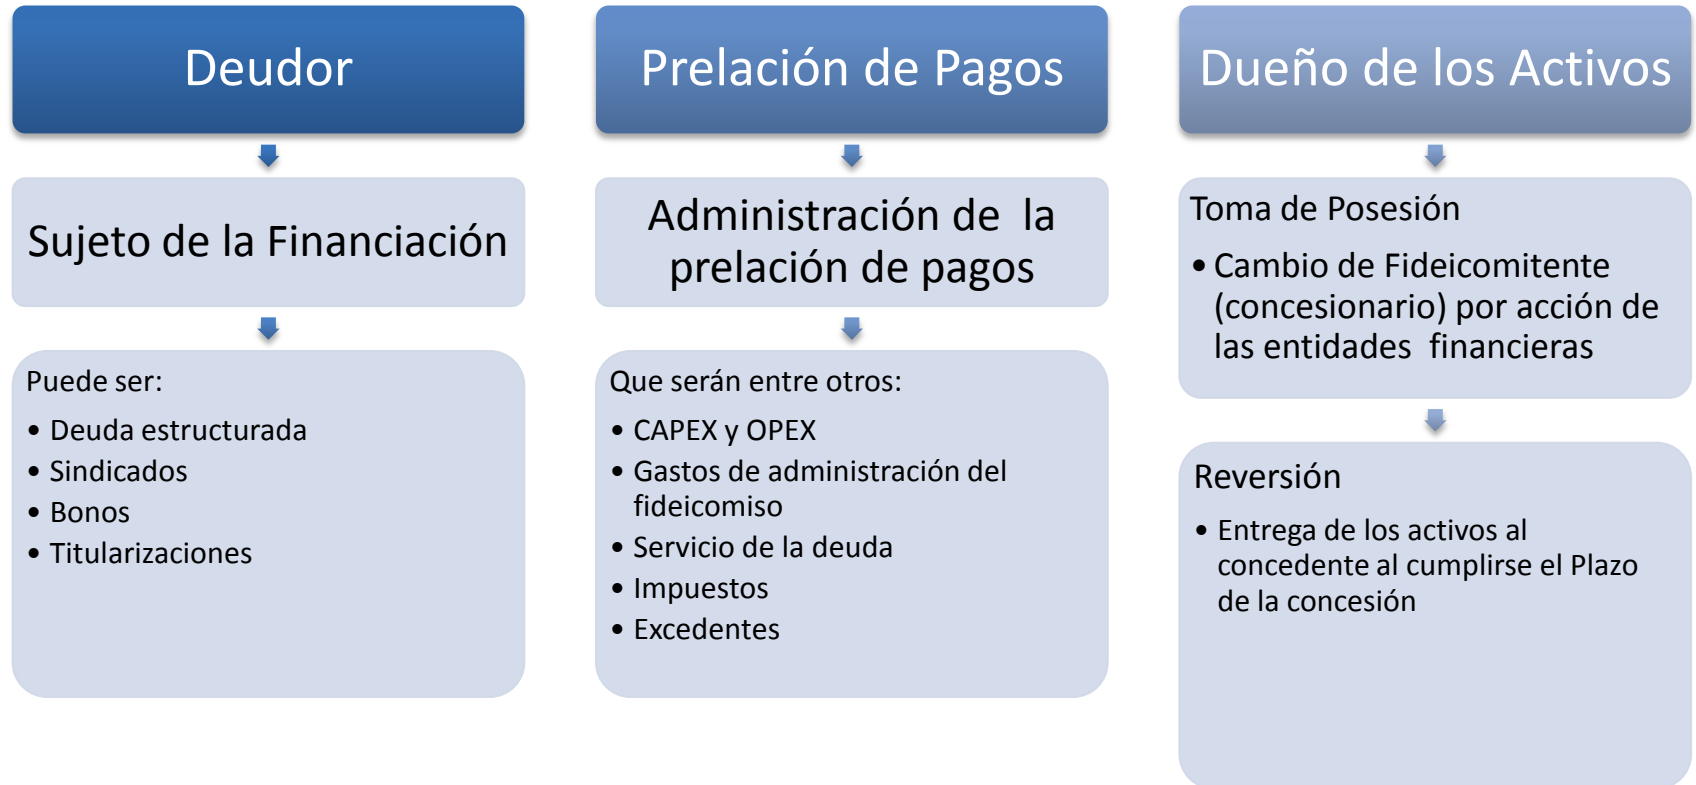 Deudor
Sujeto de la Financiación
Puede ser:
• Deuda estructurada
• Sindicados
• Bonos
• Titularizaciones
Prelación de Pagos
Administración de la
prelación de pagos
Que serán entre otros:
• CAPEX y OPEX
• Gastos de administración del
fideicomiso
• Servicio de la deuda
• Impuestos
• Excedentes
Dueño de los Activos
Toma de Posesión
• Cambio de Fideicomitente
(concesionario) por acción de
las entidades financieras
Reversión
• Entrega de los activos al
concedente al cumplirse el Plazo
de la concesión